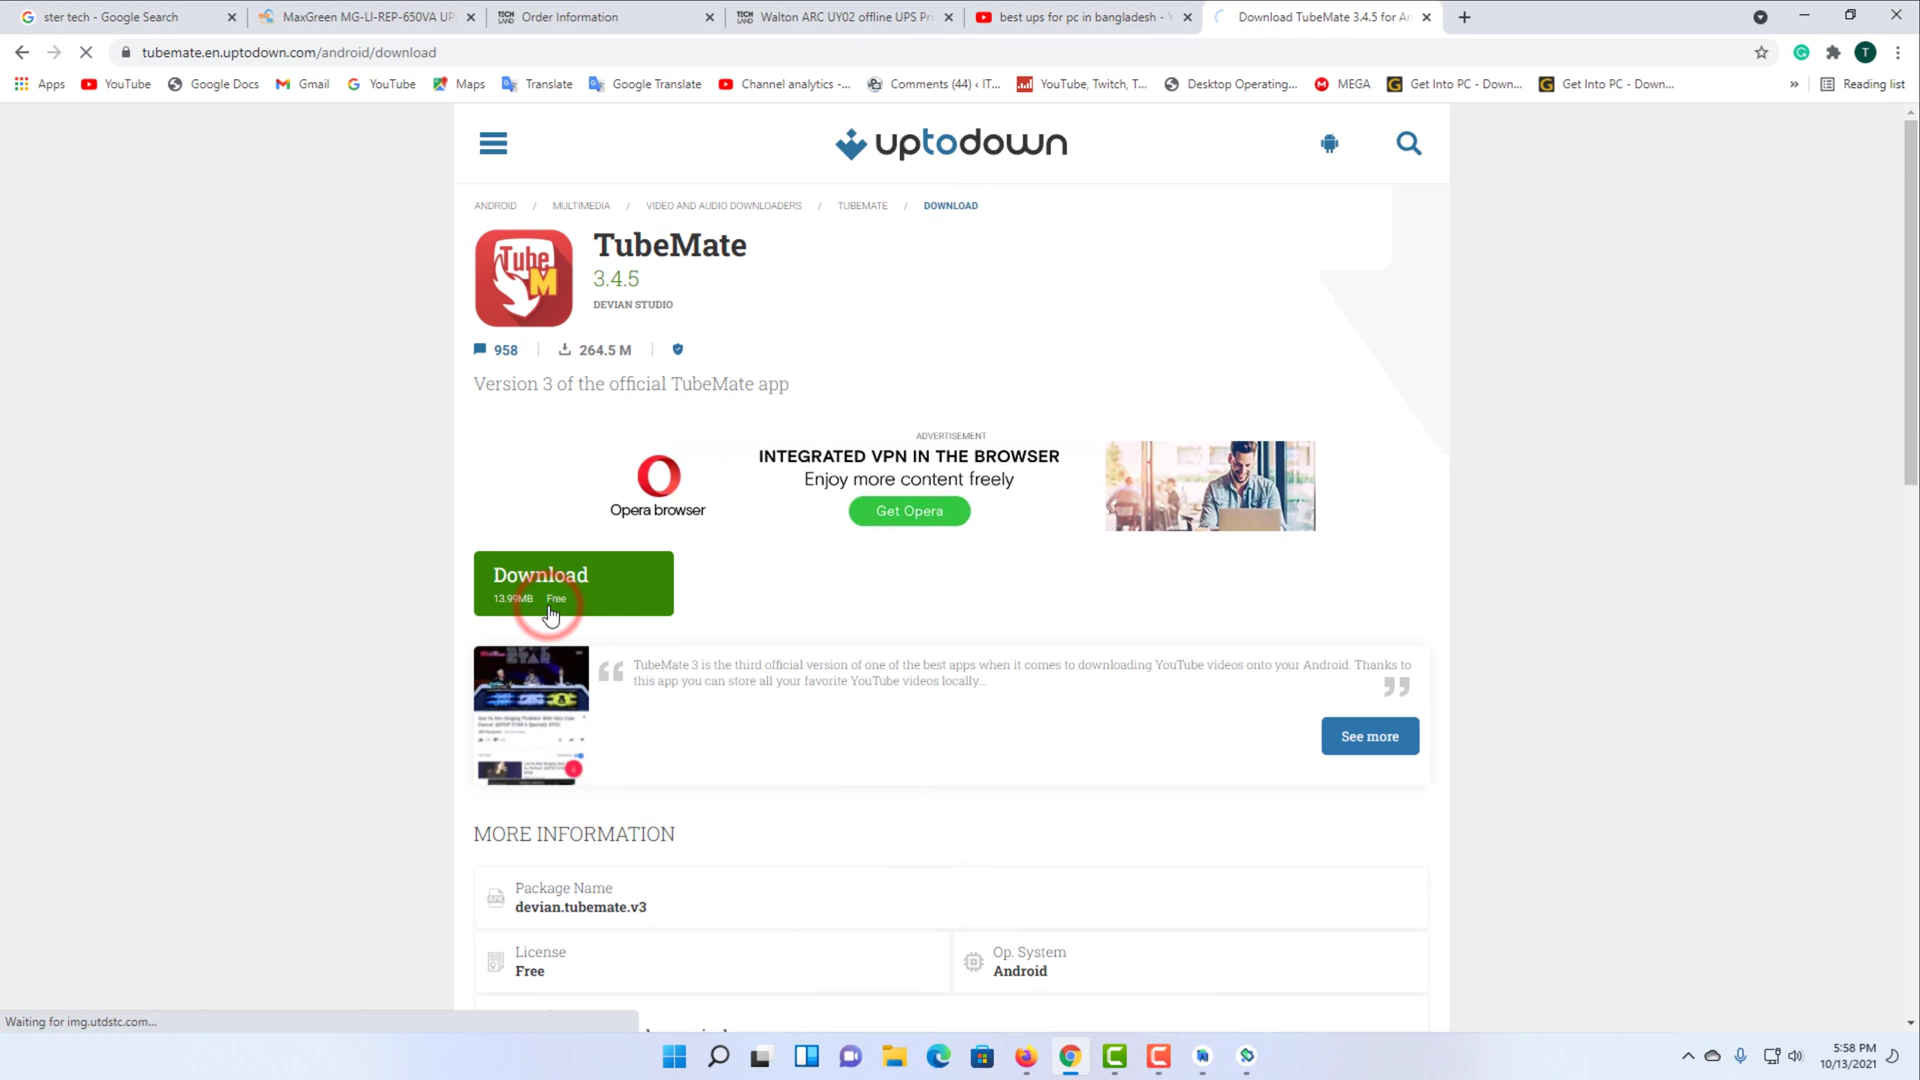 ster tech - Google Search
MaxGreen MG-LI-REP-650VA UP
Order Information
Walton ARC UY02 offline UPS Pri
best ups for pc in bangladesh -
Download TubeMate 3.4.5 for An
tubemate.en.uptodown.com/android/download
T
Apps
YouTube
Google Docs
Gmail
YouTube
Maps
Translate
Google Translate
Channel analytics -...
Comments (44) ‹ IT...
YouTube, Twitch, T...
Desktop Operating...
MEGA
Get Into PC - Down...
Get Into PC - Down...
Reading list
uptodown
ANDROID / MULTIMEDIA / VIDEO AND AUDIO DOWNLOADERS / TUBEMATE / DOWNLOAD
Tube M
TubeMate
3.4.5
DEVIAN STUDIO
958
264.5 M
Version 3 of the official TubeMate app
ADVERTISEMENT
Opera browser
INTEGRATED VPN IN THE BROWSER
Enjoy more content freely
Get Opera
Download
13.99MB Free
TubeMate 3 is the third official version of one of the best apps when it comes to downloading YouTube videos onto your Android. Thanks to
this app you can store all your favorite YouTube videos locally...
See more
MORE INFORMATION
Package Name
devian.tubemate.v3
License
Free
Op. System
Android
Waiting for img.utdstc.com...
5:58 PM
10/13/2021